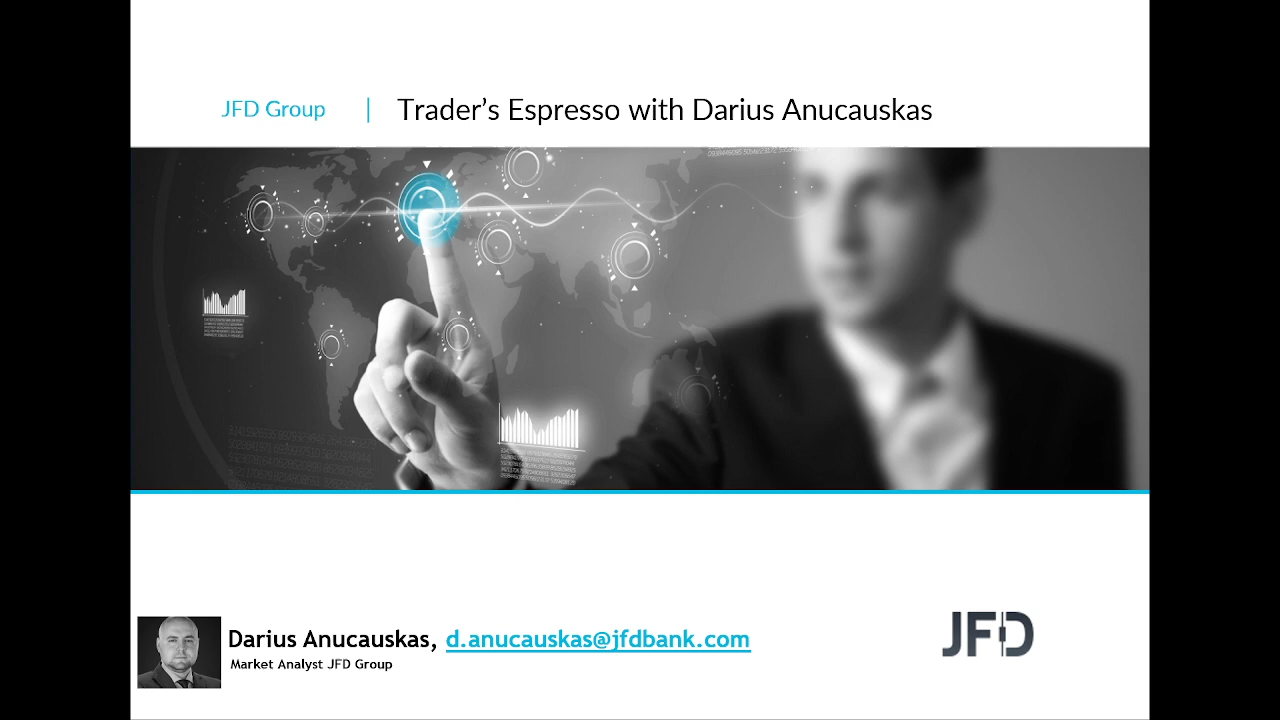 JFD Group | Trader's Espresso with Darius Anucauskas
Darius Anucauskas, d.anucauskas@jfdbank.com
Market Analyst JFD Group
JFD